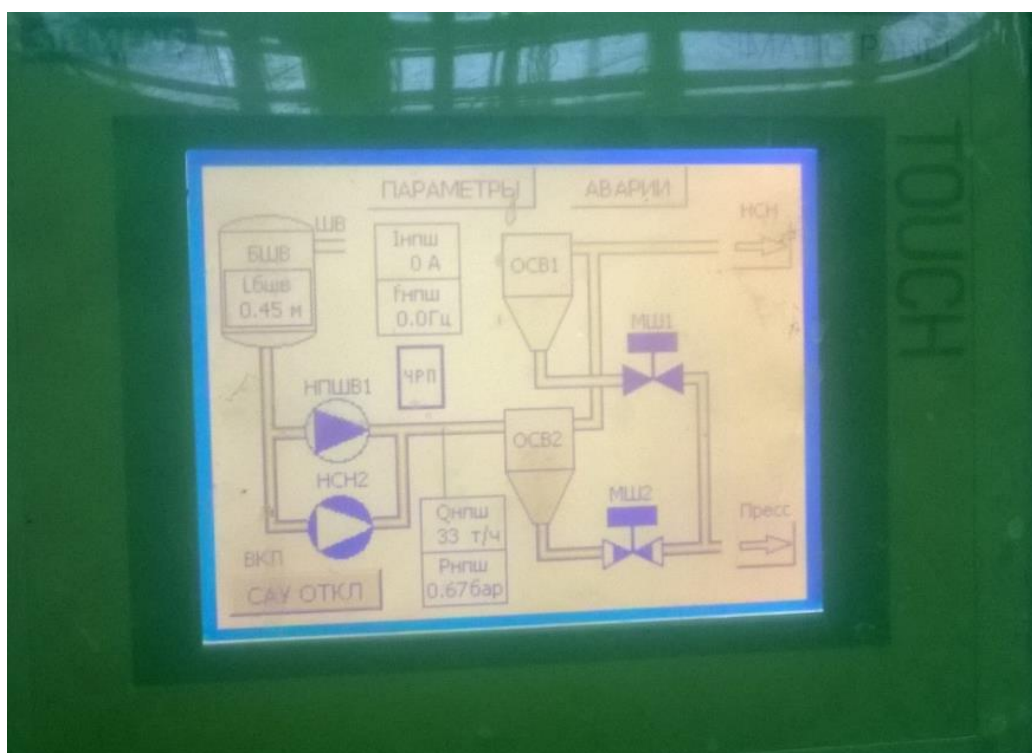 SIEMENS
SIMATIC PANEL
TOUCH
ПАРАМЕТРЫ
АВАРИИ
ШВ
НСН
БШВ
Lбшв
0.45 м
Iнпш
0 А
fнпш
0.0Гц
ОСВ1
МШ1
ЧРП
НПШВ1
ОСВ2
НСН2
МШ2
Qнпш
33 т/ч
Pнпш
0.67бар
Пресс
ВКП
САУ ОТКЛ